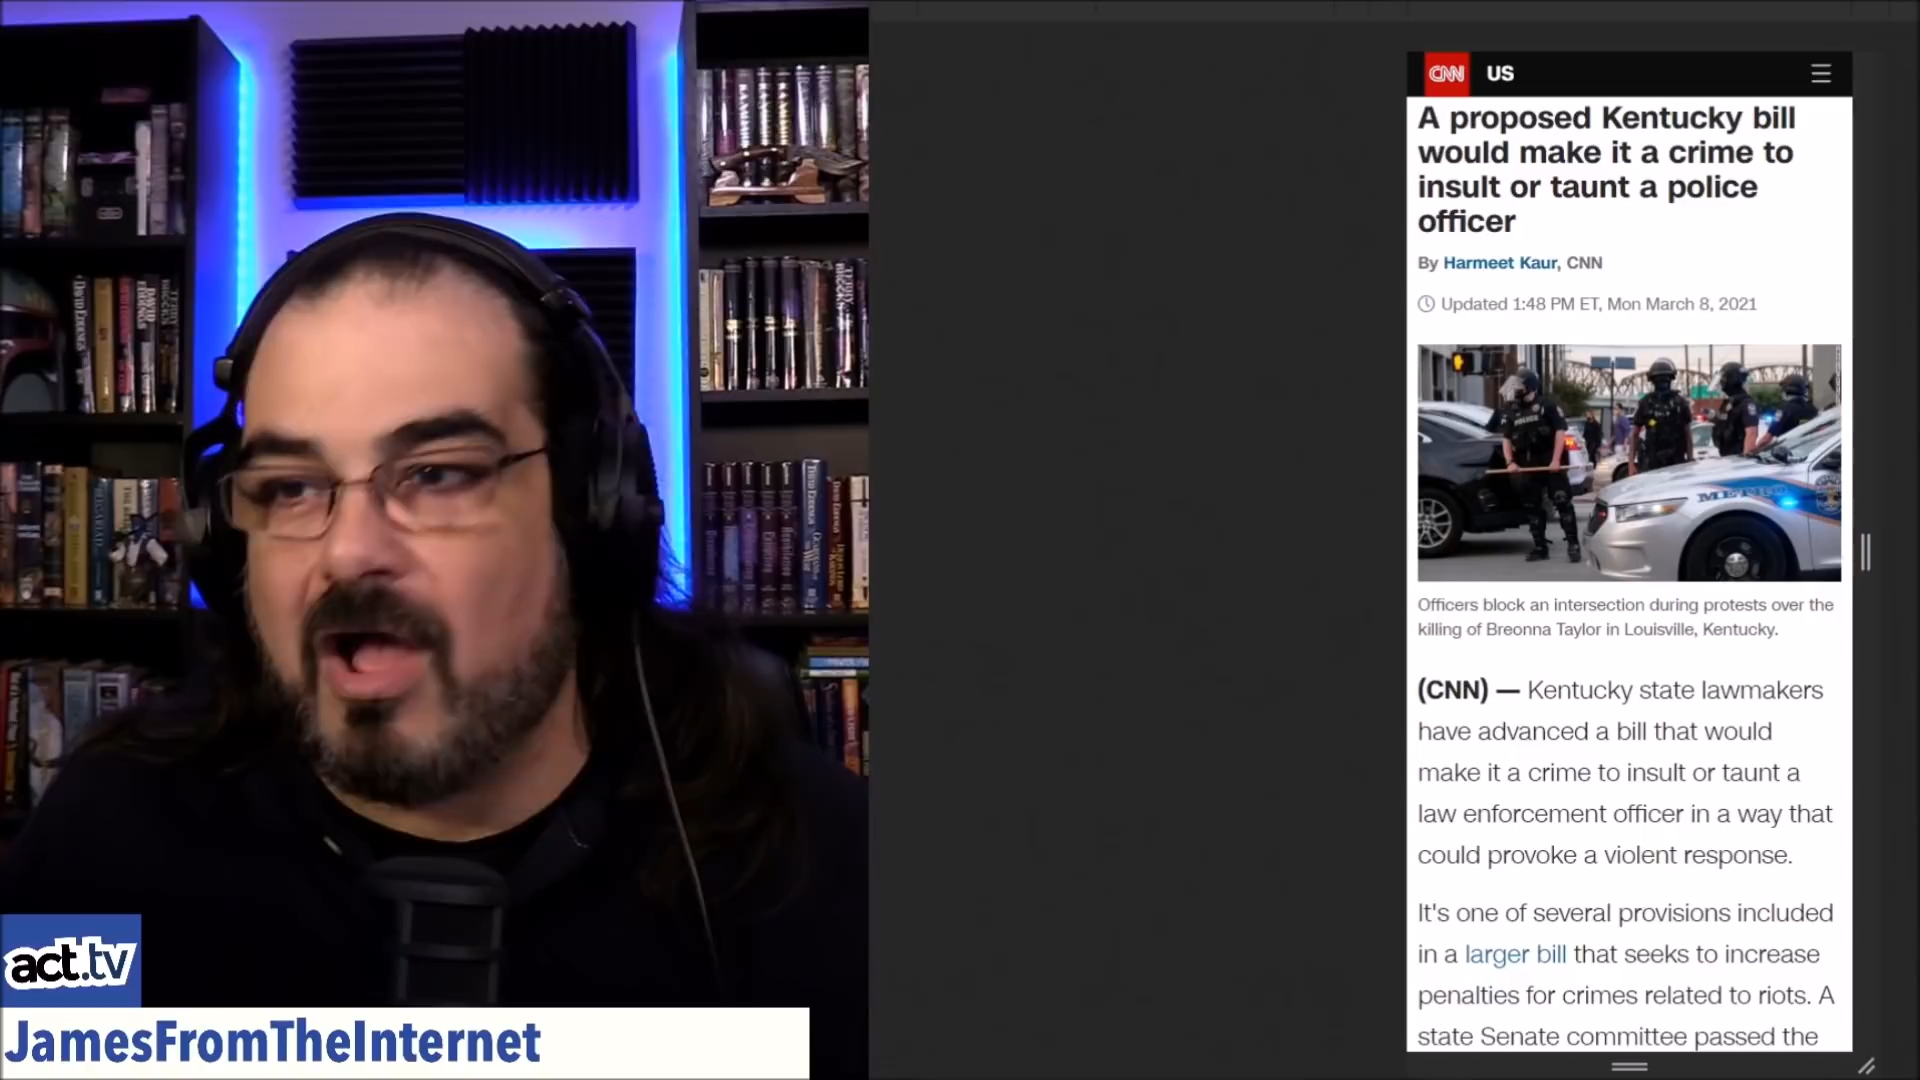 CNN US
A proposed Kentucky bill
would make it a crime to
insult or taunt a police
officer
By Harmeet Kaur, CNN
Updated 1:48 PM ET, Mon March 8, 2021
POLICE
METRO
Officers block an intersection during protests over the
killing of Breonna Taylor in Louisville, Kentucky.
(CNN) — Kentucky state lawmakers
have advanced a bill that would
make it a crime to insult or taunt a
law enforcement officer in a way that
could provoke a violent response.
It's one of several provisions included
in a larger bill that seeks to increase
penalties for crimes related to riots. A
state Senate committee passed the
act.tv
JamesFromTheInternet